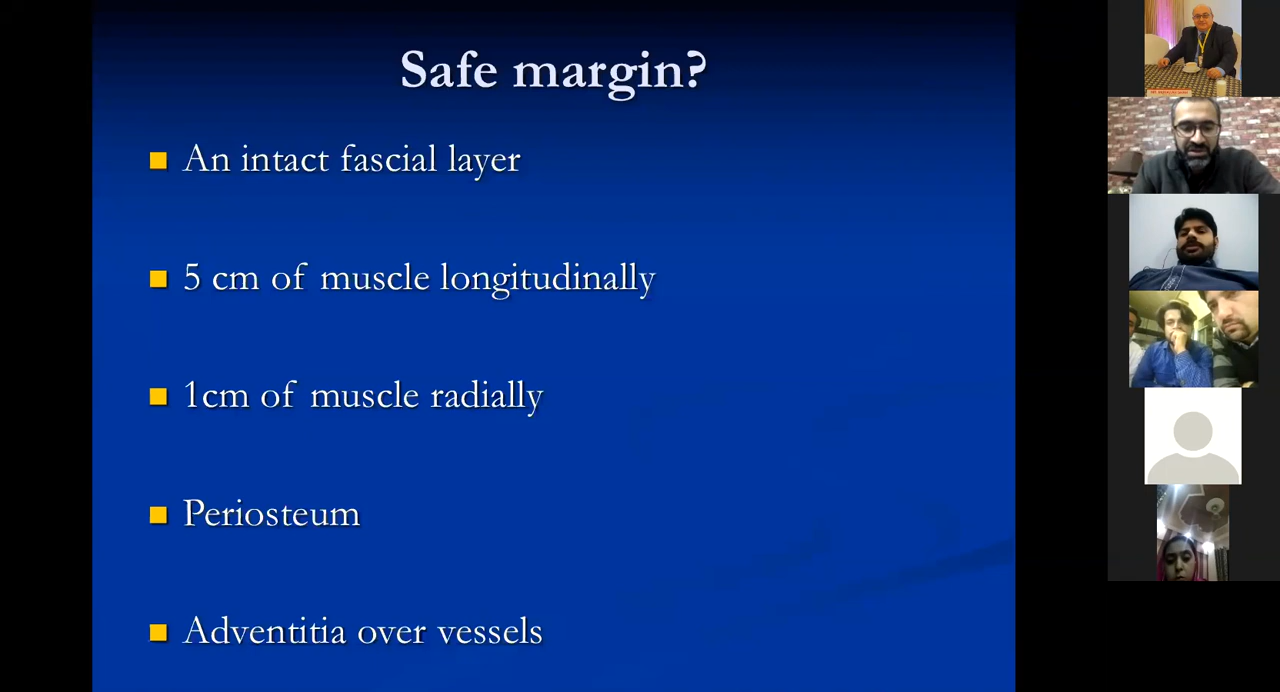 Safe margin?
An intact fascial layer
5 cm of muscle longitudinally
1cm of muscle radially
Periosteum
Adventitia over vessels